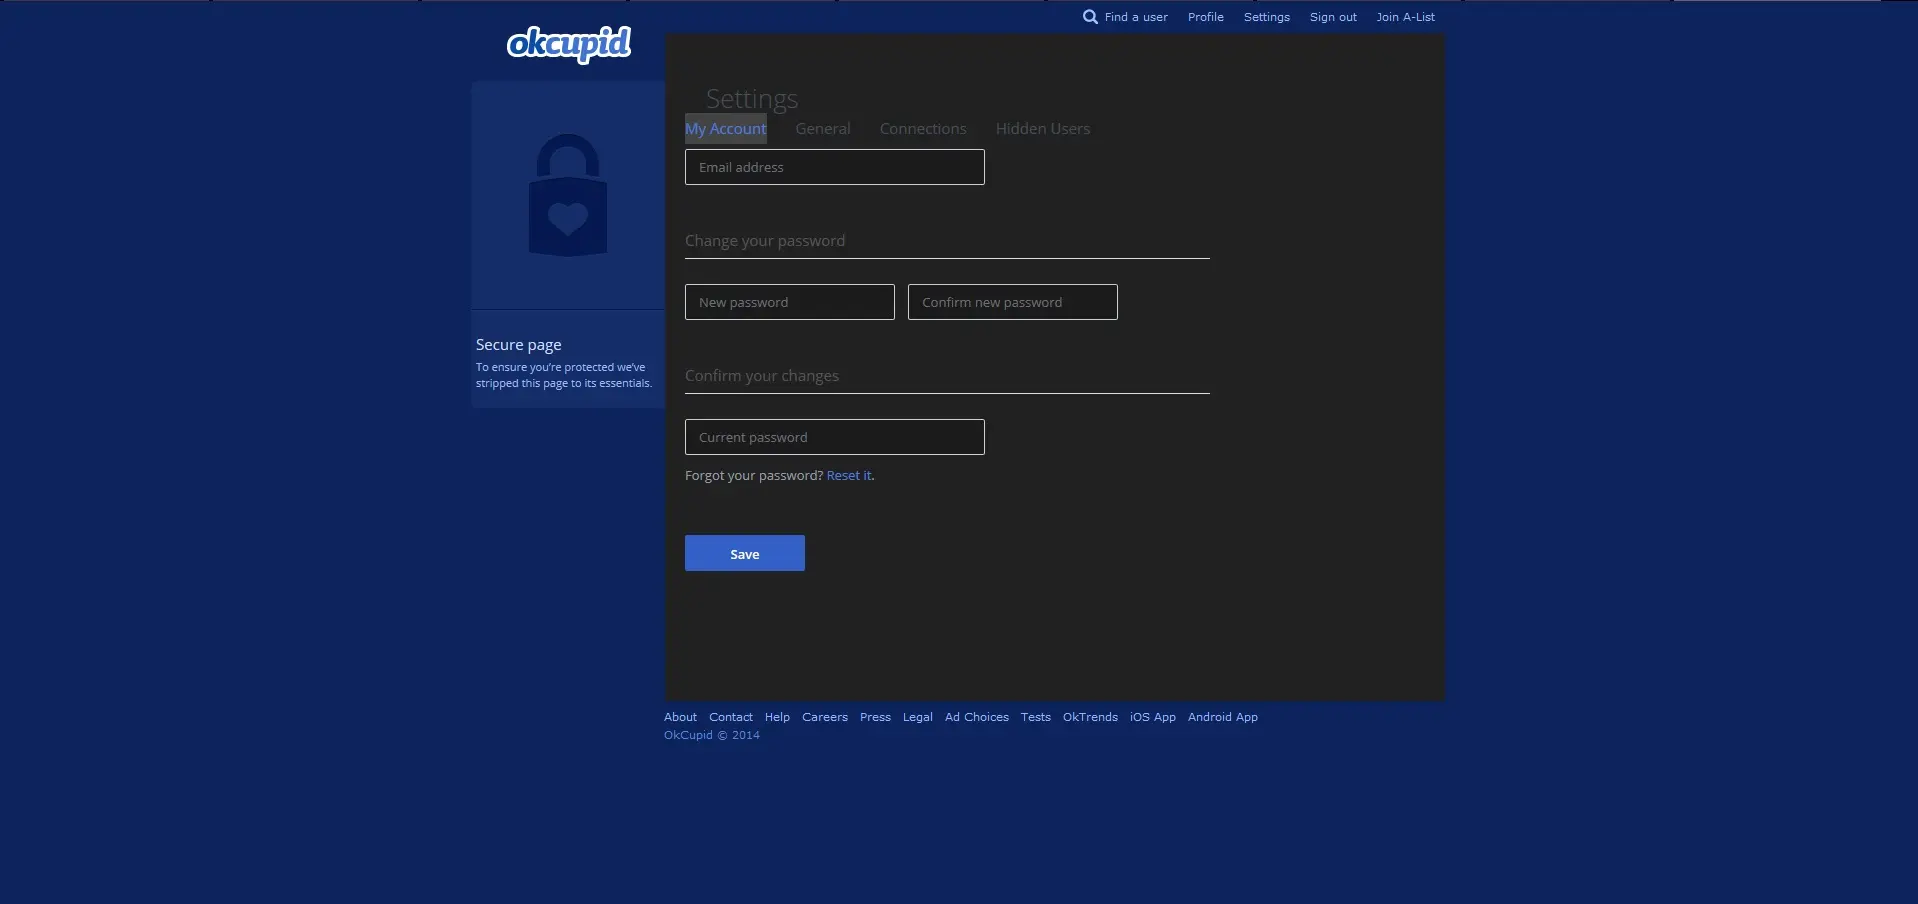 Find a user Profile Settings Sign out Join A-List
okcupid
Settings
My Account General Connections Hidden Users
Email address
Change your password
New password Confirm new password
Secure page
To ensure you’re protected we’ve
stripped this page to its essentials.
Confirm your changes
Current password
Forgot your password? Reset it.
Save
About Contact Help Careers Press Legal Ad Choices Tests OkTrends iOS App Android App
OkCupid © 2014